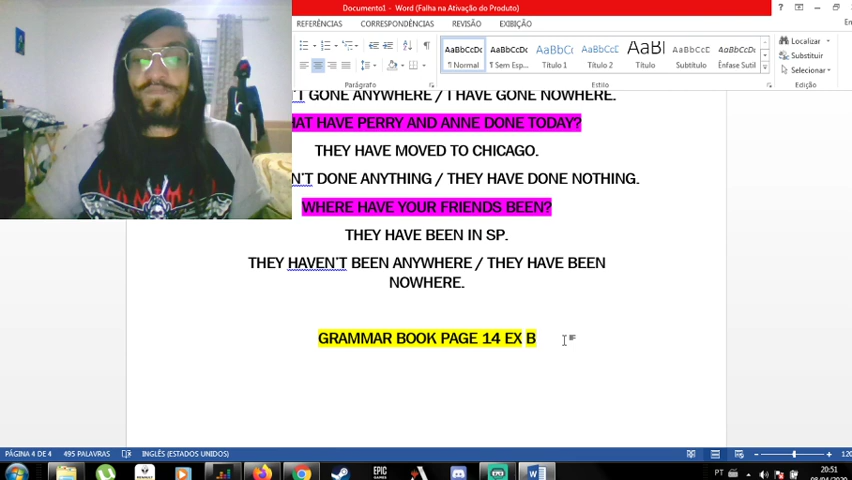 Documento1 - Word (Falha na Ativação do Produto)
REFERÊNCIAS CORRESPONDÊNCIAS REVISÃO EXIBIÇÃO
AaBbCcDc AaBbCcDc AaBbCc AaBbCcC AaBl AaBbCcC AaBbCcDc
¶ Normal ¶ Sem Esp... Título 1 Título 2 Título Subtítulo Ênfase Sutil
Localizar
Substituir
Selecionar
Parágrafo Estilo Edição
GONE ANYWHERE / I HAVE GONE NOWHERE.
HAVE PERRY AND ANNE DONE TODAY?
THEY HAVE MOVED TO CHICAGO.
DONE ANYTHING / THEY HAVE DONE NOTHING.
WHERE HAVE YOUR FRIENDS BEEN?
THEY HAVE BEEN IN SP.
THEY HAVEN'T BEEN ANYWHERE / THEY HAVE BEEN
NOWHERE.
GRAMMAR BOOK PAGE 14 EX B
PÁGINA 4 DE 4 495 PALAVRAS INGLÊS (ESTADOS UNIDOS)
EPIC
GAMES
PT 20:51